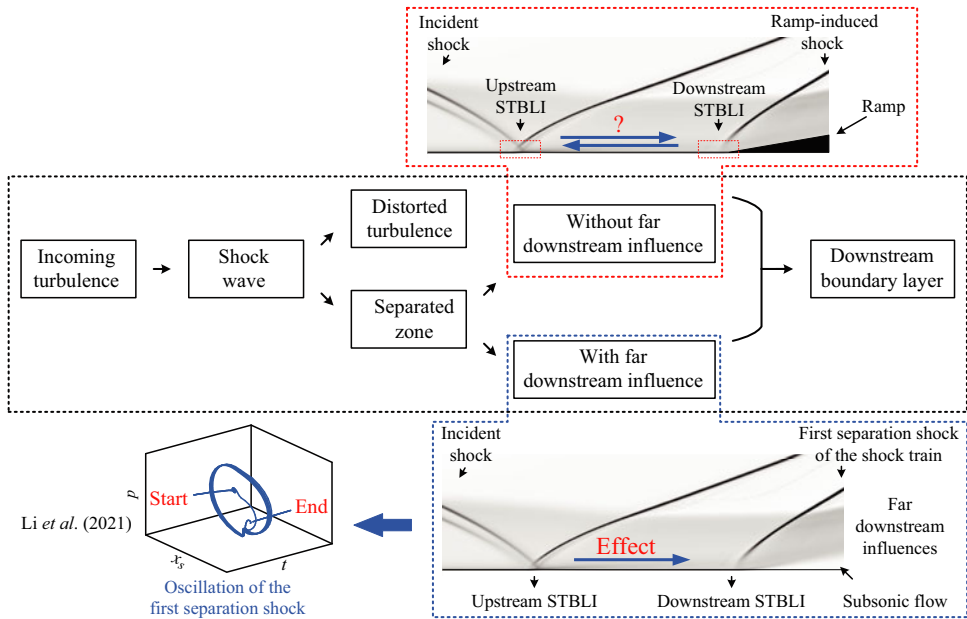 Incident
shock
Ramp-induced
shock
Upstream
STBLI
Downstream
STBLI
Ramp
?
Incoming
turbulence
Shock
wave
Distorted
turbulence
Separated
zone
Without far
downstream influence
With far
downstream influence
Downstream
boundary layer
Incident
shock
First separation shock
of the shock train
Far
downstream
influences
Effect
Upstream STBLI
Downstream STBLI
Subsonic flow
Li et al. (2021)
p
Start
End
x_s
t
Oscillation of the
first separation shock